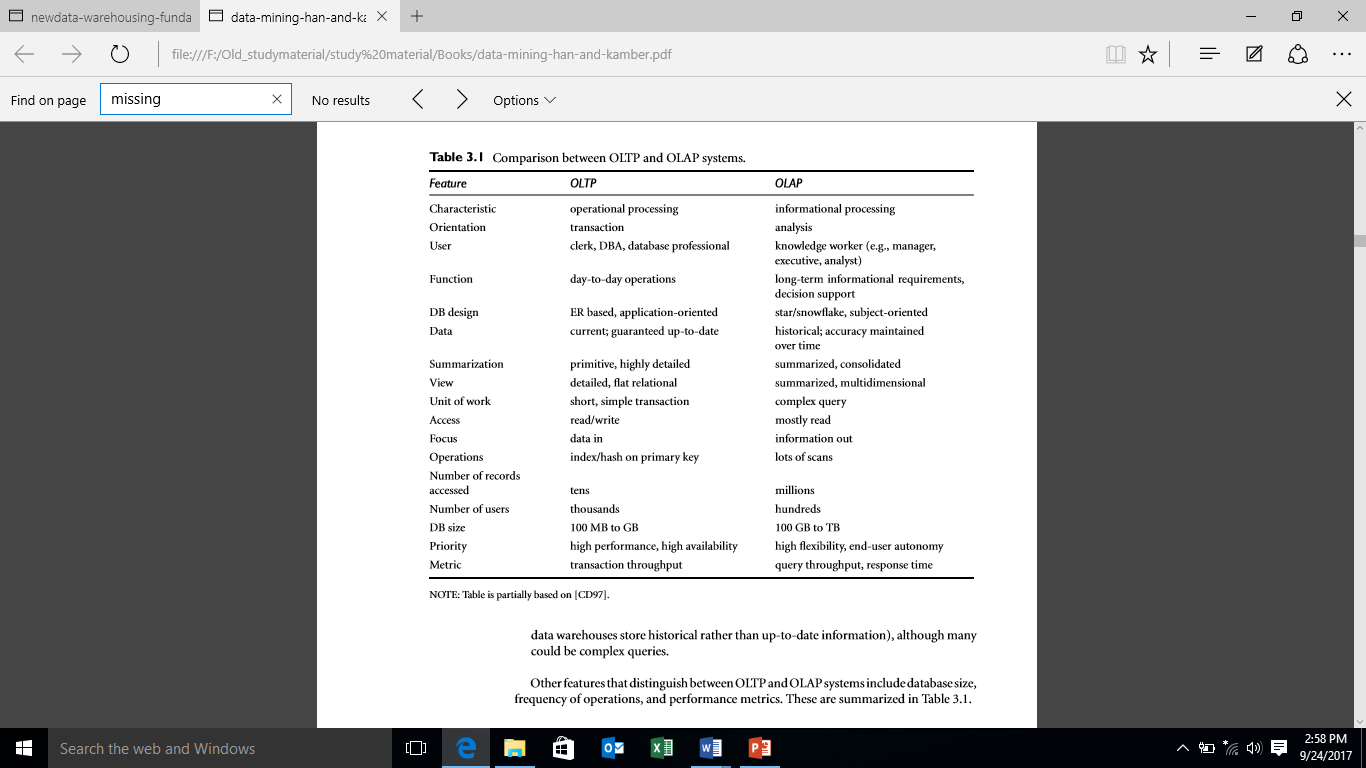 newdata-warehousing-funda
data-mining-han-and-ka
file:///F:/Old_studymaterial/study%20material/Books/data-mining-han-and-kamber.pdf
Find on page missing No results Options
Table 3.1 Comparison between OLTP and OLAP systems.
Feature OLTP OLAP
Characteristic operational processing informational processing
Orientation transaction analysis
User clerk, DBA, database professional knowledge worker (e.g., manager,
executive, analyst)
Function day-to-day operations long-term informational requirements,
decision support
DB design ER based, application-oriented star/snowflake, subject-oriented
Data current; guaranteed up-to-date historical; accuracy maintained
over time
Summarization primitive, highly detailed summarized, consolidated
View detailed, flat relational summarized, multidimensional
Unit of work short, simple transaction complex query
Access read/write mostly read
Focus data in information out
Operations index/hash on primary key lots of scans
Number of records
accessed tens millions
Number of users thousands hundreds
DB size 100 MB to GB 100 GB to TB
Priority high performance, high availability high flexibility, end-user autonomy
Metric transaction throughput query throughput, response time
NOTE: Table is partially based on [CD97].
data warehouses store historical rather than up-to-date information), although many
could be complex queries.
Other features that distinguish between OLTP and OLAP systems include database size,
frequency of operations, and performance metrics. These are summarized in Table 3.1.
Search the web and Windows
2:58 PM
9/24/2017